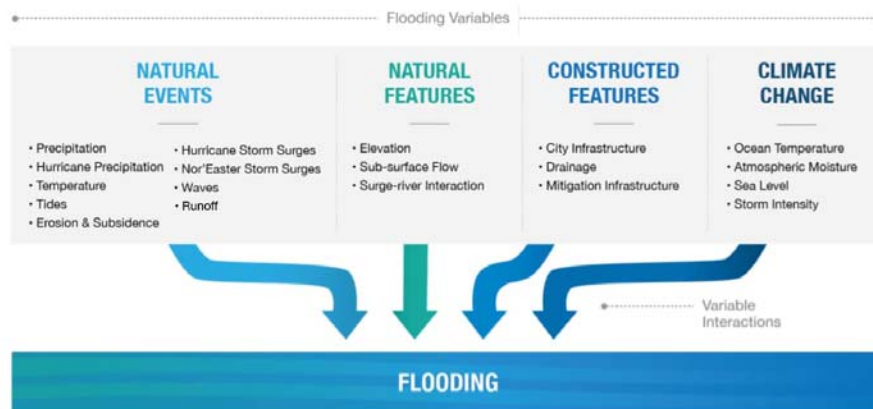 Flooding Variables
NATURAL
EVENTS
• Precipitation
• Hurricane Precipitation
• Temperature
• Tides
• Erosion & Subsidence
• Hurricane Storm Surges
• Nor'Easter Storm Surges
• Waves
• Runoff
NATURAL
FEATURES
• Elevation
• Sub-surface Flow
• Surge-river Interaction
CONSTRUCTED
FEATURES
• City Infrastructure
• Drainage
• Mitigation Infrastructure
CLIMATE
CHANGE
• Ocean Temperature
• Atmospheric Moisture
• Sea Level
• Storm Intensity
Variable
Interactions
FLOODING